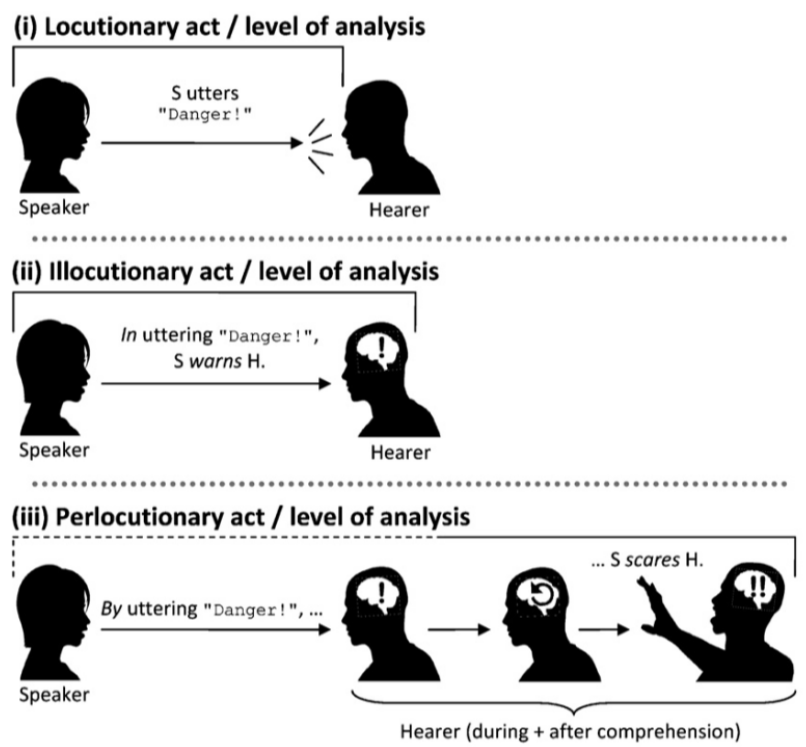 (i) Locutionary act / level of analysis
S utters
"Danger!"
Speaker
Hearer
(ii) Illocutionary act / level of analysis
In uttering "Danger!",
S warns H.
!
Speaker
Hearer
(iii) Perlocutionary act / level of analysis
... S scares H.
By uttering "Danger!", ...
!
!!
Speaker
Hearer (during + after comprehension)